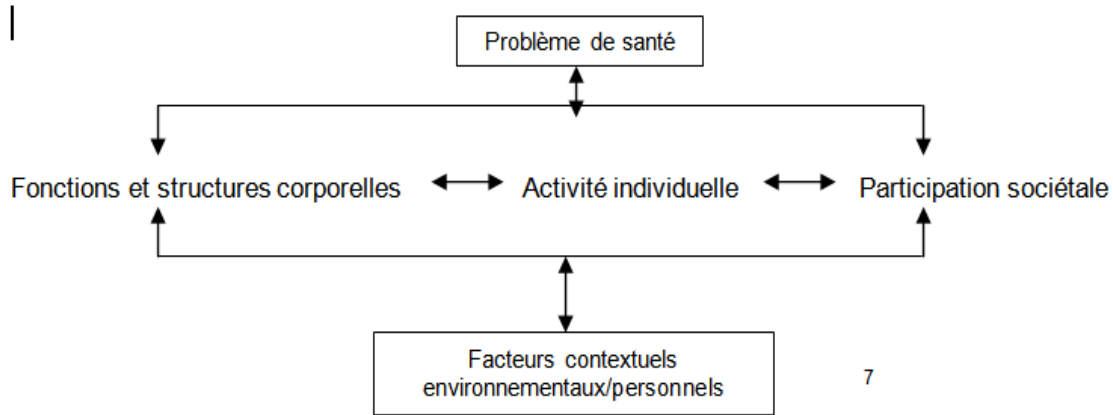 Problème de santé
Fonctions et structures corporelles
Activité individuelle
Participation sociétale
Facteurs contextuels
environnementaux/personnels
7